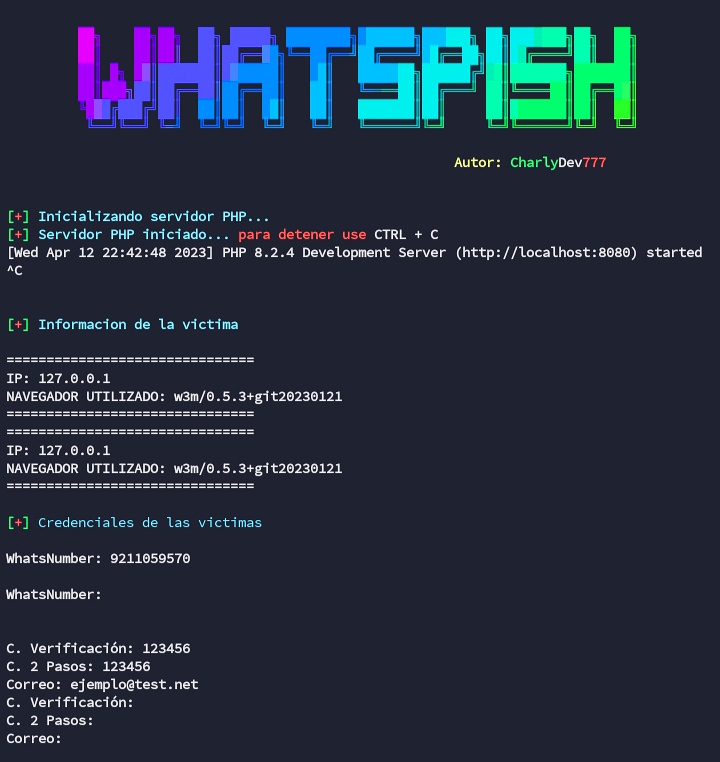 WHATSPISH
Autor: CharlyDev777
[+] Inicializando servidor PHP...
[+] Servidor PHP iniciado... para detener use CTRL + C
[Wed Apr 12 22:42:48 2023] PHP 8.2.4 Development Server (http://localhost:8080) started
^C
[+] Informacion de la victima
===============================
IP: 127.0.0.1
NAVEGADOR UTILIZADO: w3m/0.5.3+git20230121
===============================
===============================
IP: 127.0.0.1
NAVEGADOR UTILIZADO: w3m/0.5.3+git20230121
===============================
[+] Credenciales de las victimas
WhatsNumber: 9211059570
WhatsNumber:
C. Verificación: 123456
C. 2 Pasos: 123456
Correo: ejemplo@test.net
C. Verificación:
C. 2 Pasos:
Correo: